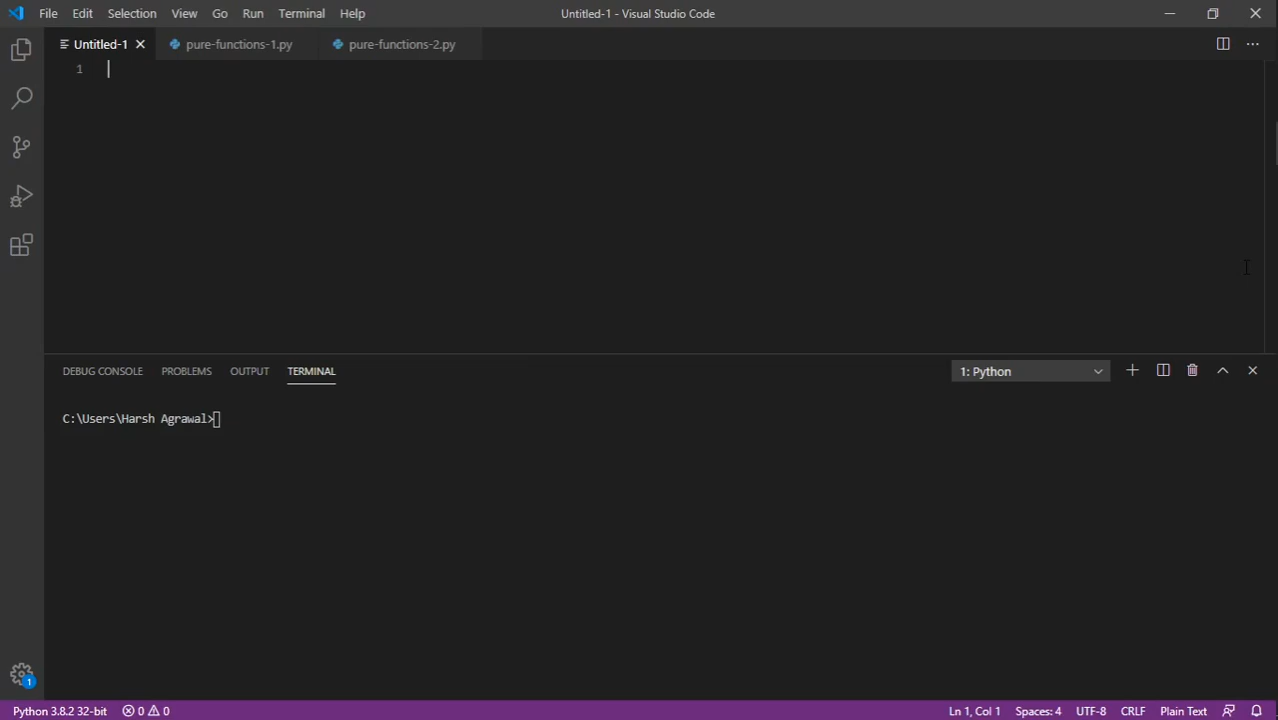 File Edit Selection View Go Run Terminal Help Untitled-1 - Visual Studio Code
Untitled-1 pure-functions-1.py pure-functions-2.py
1
DEBUG CONSOLE PROBLEMS OUTPUT TERMINAL 1: Python
C:\Users\Harsh Agrawal>
1
Python 3.8.2 32-bit 0 0 Ln 1, Col 1 Spaces: 4 UTF-8 CRLF Plain Text